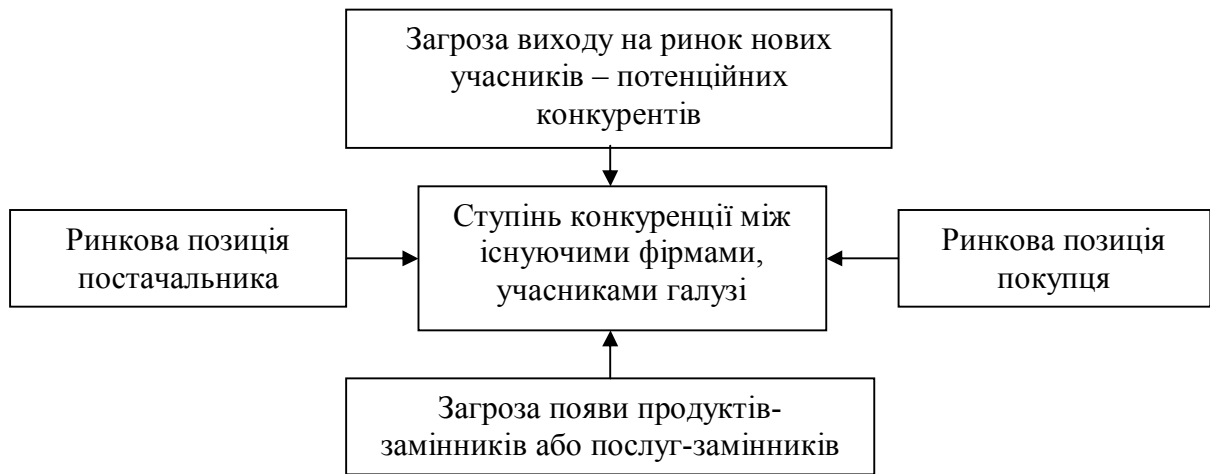 Загроза виходу на ринок нових
учасників – потенційних
конкурентів
Ринкова позиція
постачальника
Ступінь конкуренції між
існуючими фірмами,
учасниками галузі
Ринкова позиція
покупця
Загроза появи продуктів-
замінників або послуг-замінників